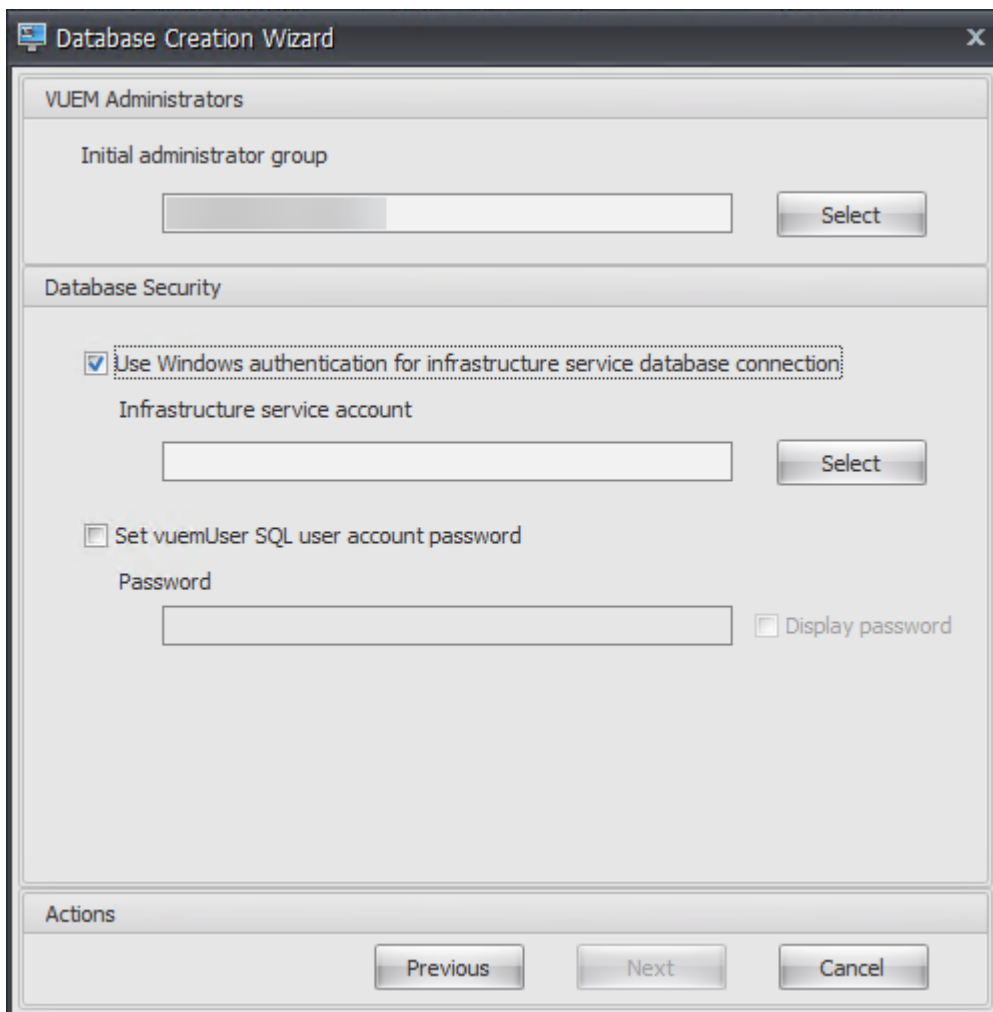 Database Creation Wizard
VUEM Administrators
Initial administrator group
Select
Database Security
Use Windows authentication for infrastructure service database connection
Infrastructure service account
Select
Set vuemUser SQL user account password
Password
Display password
Actions
Previous
Next
Cancel